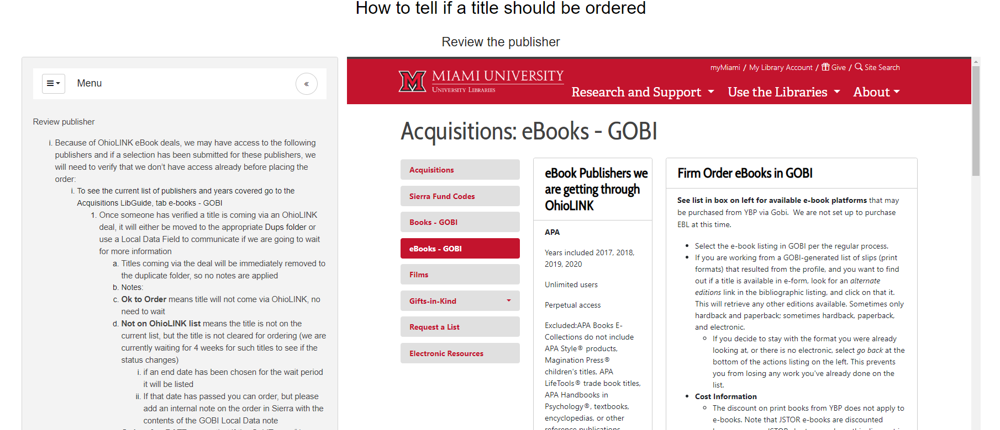 How to tell if a title should be ordered
Review the publisher
Menu
«
Review publisher
i. Because of OhioLINK eBook deals, we may have access to the following
publishers and if a selection has been submitted for these publishers, we
will need to verify that we don't have access already before placing the
order:
i. To see the current list of publishers and years covered go to the
Acquisitions LibGuide, tab e-books - GOBI
1. Once someone has verified a title is coming via an OhioLINK
deal, it will either be moved to the appropriate Dups folder or
use a Local Data Field to communicate if we are going to wait
for more information
a. Titles coming via the deal will be immediately removed to
the duplicate folder, so no notes are applied
b. Notes:
c. Ok to Order means title will not come via OhioLINK, no
need to wait
d. Not on OhioLINK list means the title is not on the
current list, but the title is not cleared for ordering (we are
currently waiting for 4 weeks for such titles to see if the
status changes)
i. if an end date has been chosen for the wait period
it will be listed
ii. If that date has passed you can order, but please
add an internal note on the order in Sierra with the
contents of the GOBI Local Data note
myMiami / My Library Account / Give / Site Search
M MIAMI UNIVERSITY
UNIVERSITY LIBRARIES
Research and Support Use the Libraries About
Acquisitions: eBooks - GOBI
Acquisitions
Sierra Fund Codes
Books - GOBI
eBooks - GOBI
Films
Gifts-in-Kind
Request a List
Electronic Resources
eBook Publishers we
are getting through
OhioLINK
APA
Years included 2017, 2018,
2019, 2020
Unlimited users
Perpetual access
Excluded:APA Books E-
Collections do not include
APA Style® products,
Magination Press®
children's titles, APA
LifeTools® trade book titles,
APA Handbooks in
Psychology®, textbooks,
encyclopedias, or other
reference publications
Firm Order eBooks in GOBI
See list in box on left for available e-book platforms that may
be purchased from YBP via Gobi. We are not set up to purchase
EBL at this time.
• Select the e-book listing in GOBI per the regular process.
• If you are working from a GOBI-generated list of slips (print
formats) that resulted from the profile, and you want to find
out if a title is available in e-form, look for an alternate
editions link in the bibliographic listing, and click on that it.
This will retrieve any other editions available. Sometimes only
hardback and paperback; sometimes hardback, paperback,
and electronic.
◦ If you decide to stay with the format you were already
looking at, or there is no electronic, select go back at the
bottom of the actions listing on the left. This prevents
you from losing any work you've already done on the
list.
• Cost Information
◦ The discount on print books from YBP does not apply to
e-books. Note that JSTOR e-books are discounted